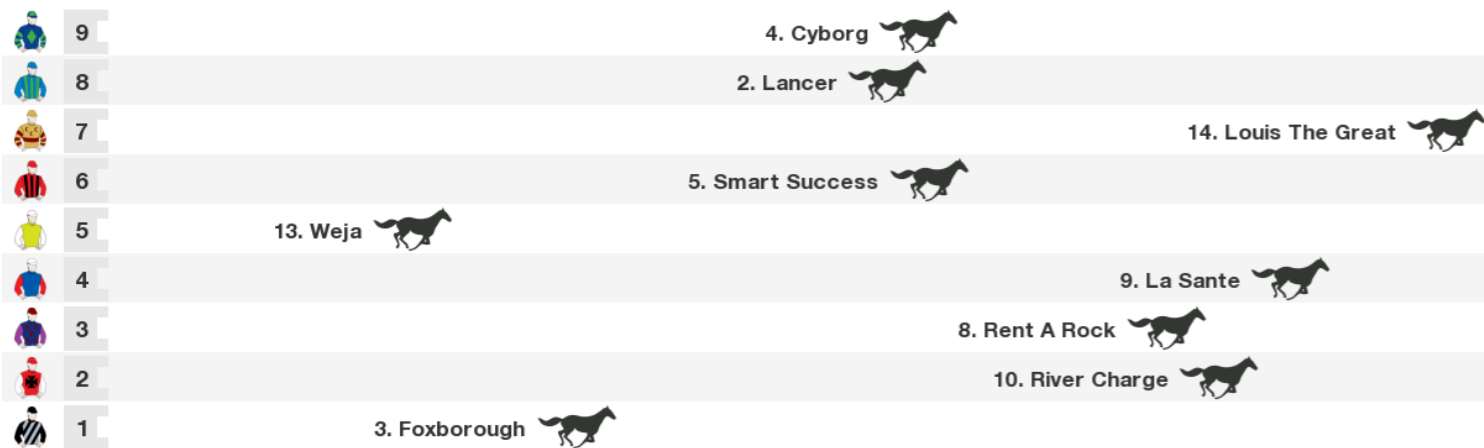 9 4. Cyborg
8 2. Lancer
7 14. Louis The Great
6 5. Smart Success
5 13. Weja
4 9. La Sante
3 8. Rent A Rock
2 10. River Charge
1 3. Foxborough